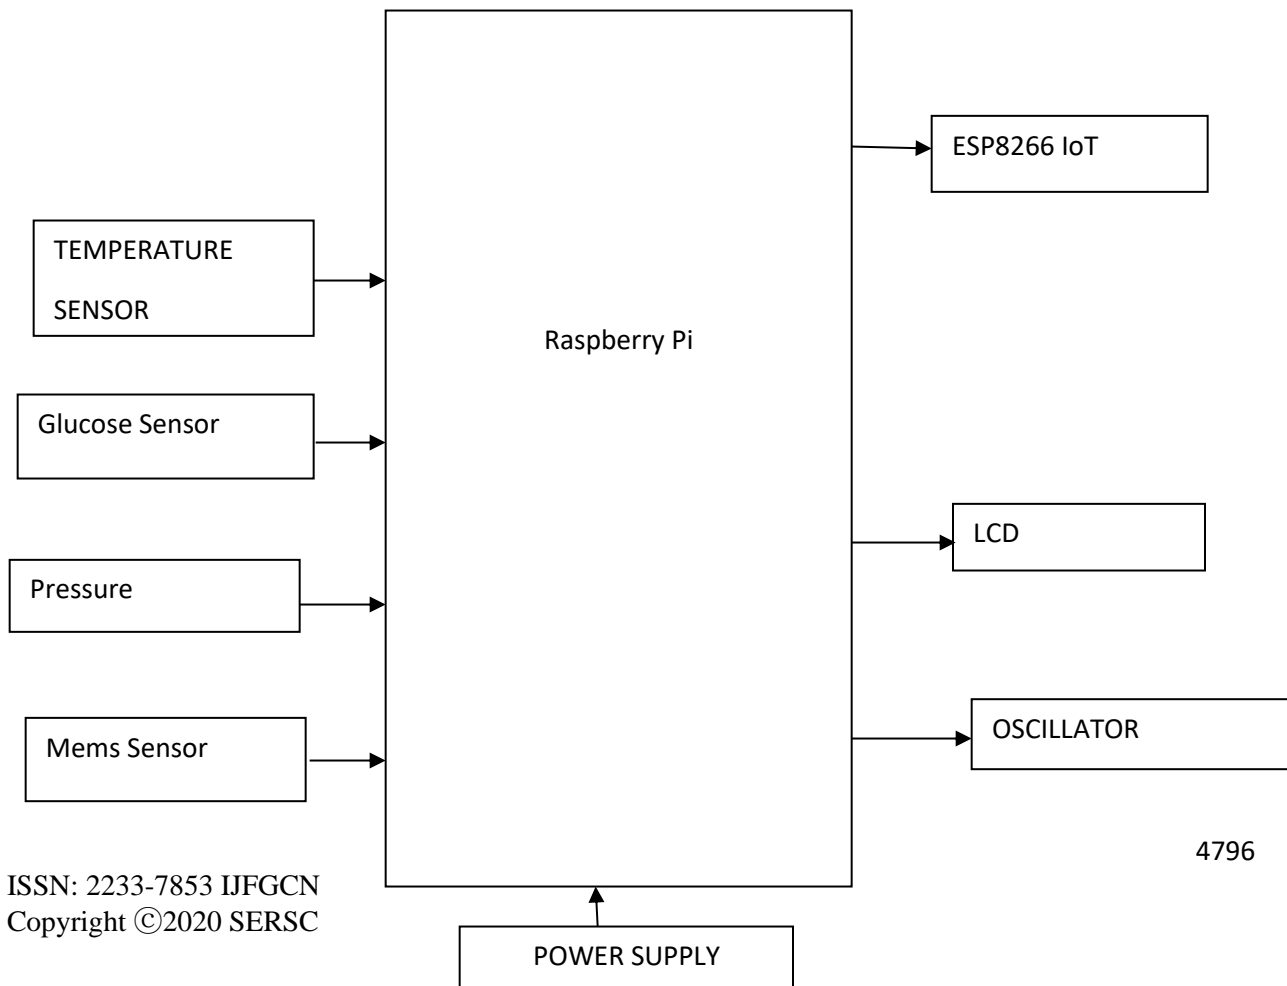 ESP8266 IoT
TEMPERATURE
SENSOR
Raspberry Pi
Glucose Sensor
LCD
Pressure
OSCILLATOR
Mems Sensor
4796
ISSN: 2233-7853 IJFGCN
Copyright ⓒ2020 SERSC
POWER SUPPLY